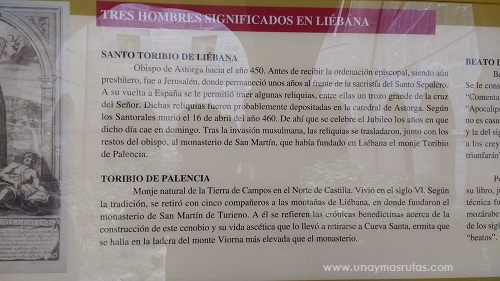 TRES HOMBRES SIGNIFICADOS EN LIÉBANA
SANTO TORIBIO DE LIÉBANA
Obispo de Astorga hacia el año 450. Antes de recibir la ordenación episcopal, siendo aún
presbítero, fue a Jerusalén, donde permaneció unos años al frente de la sacristía del Santo Sepulcro.
A su vuelta a España se le permitió traer algunas reliquias, entre ellas un trozo grande de la cruz
del Señor. Dichas reliquias fueron probablemente depositadas en la catedral de Astorga. Según
los Santorales murió el 16 de abril del año 460. De ahí que se celebre el Jubileo los años en que
dicho día cae en domingo. Tras la invasión musulmana, las reliquias se trasladaron, junto con los
restos del obispo, al monasterio de San Martín, que había fundado en Liébana el monje Toribio
de Palencia.
TORIBIO DE PALENCIA
Monje natural de la Tierra de Campos en el Norte de Castilla. Vivió en el siglo VI. Según
la tradición, se retiró con cinco compañeros a las montañas de Liébana, en donde fundaron el
monasterio de San Martín de Turieno. A él se refieren las crónicas benedictinas acerca de la
construcción de este cenobio y su vida ascética que lo llevó a retirarse a Cueva Santa, ermita que
se halla en la ladera del monte Viorna más elevada que el monasterio.
BEATO D
Se le cons
"Comenta
"Apocalip
no es casu
y la del si
a los crey
triunfarán
su libro, j
técnica fu
mozárabe
de los sigl
"beatos".
www.unaymasrutas.com